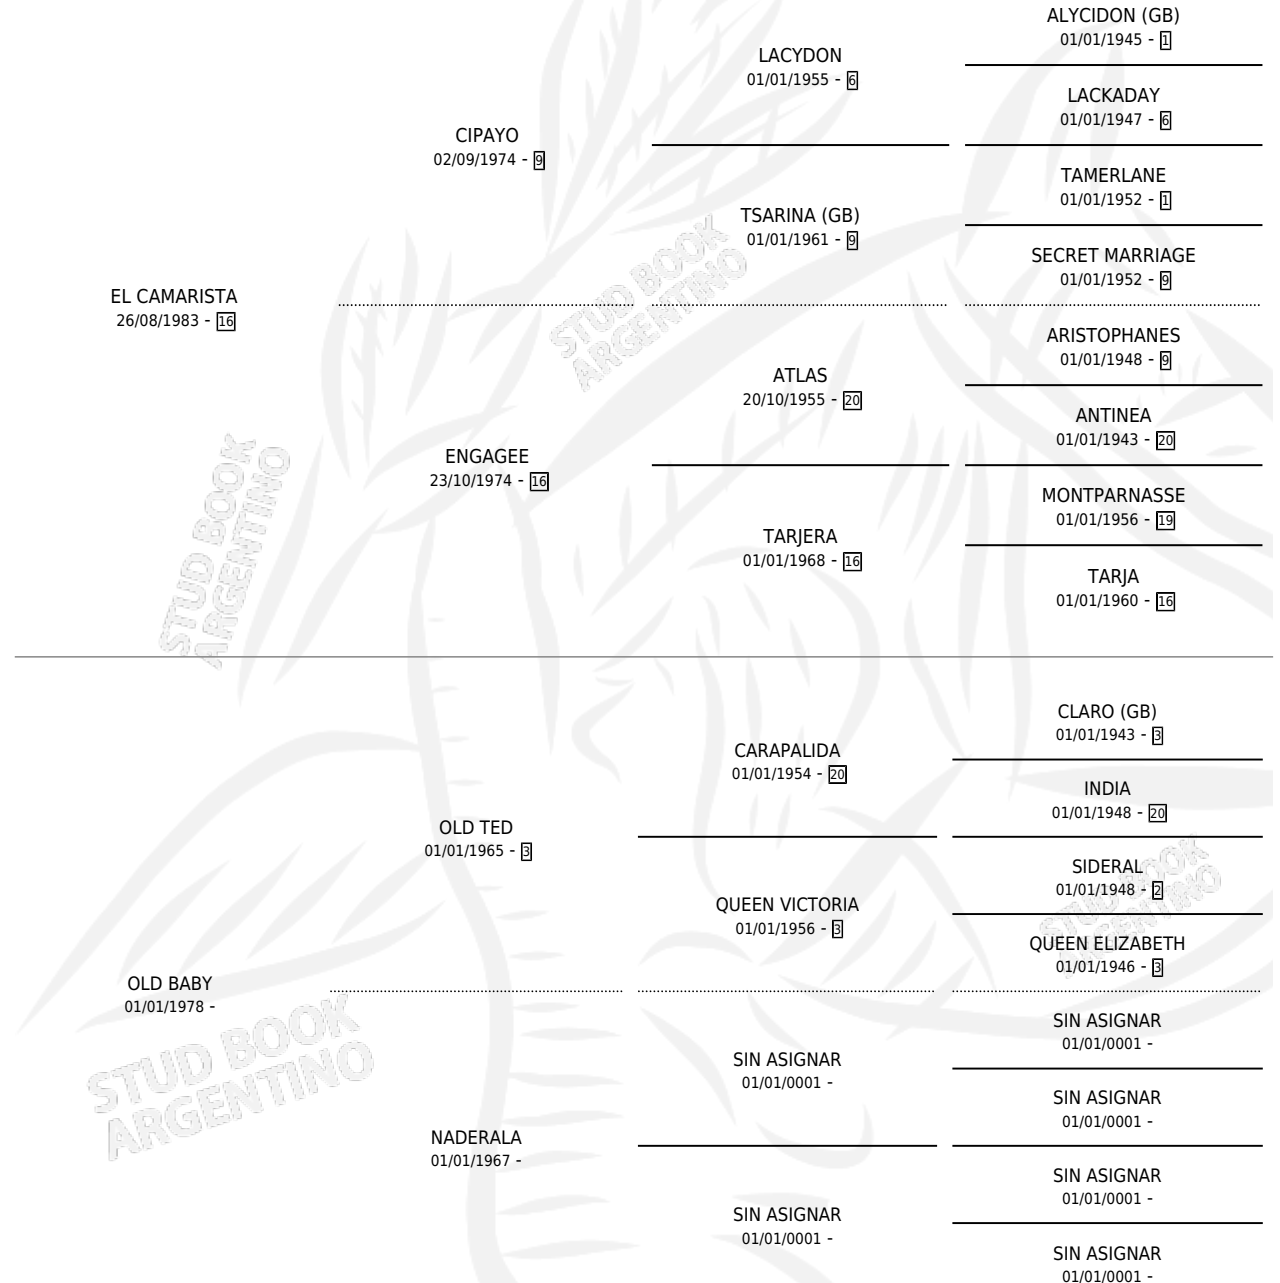 ALYCIDON (GB)
01/01/1945 - 1
LACYDON
01/01/1955 - 6
LACKADAY
01/01/1947 - 6
CIPAYO
02/09/1974 - 9
TAMERLANE
01/01/1952 - 1
TSARINA (GB)
01/01/1961 - 9
SECRET MARRIAGE
01/01/1952 - 9
EL CAMARISTA
26/08/1983 - 16
STUD BOOK
ARGENTINO
ARISTOPHANES
01/01/1948 - 9
ATLAS
20/10/1955 - 20
ANTINEA
01/01/1943 - 20
ENGAGEE
23/10/1974 - 16
MONTPARNASSE
01/01/1956 - 19
TARJERA
01/01/1968 - 16
TARJA
01/01/1960 - 16
STUD BOOK
ARGENTINO
CLARO (GB)
01/01/1943 - 3
CARAPALIDA
01/01/1954 - 20
INDIA
01/01/1948 - 20
OLD TED
01/01/1965 - 3
SIDERAL
01/01/1948 - 2
QUEEN VICTORIA
01/01/1956 - 3
STUD BOOK
ARGENTINO
QUEEN ELIZABETH
01/01/1946 - 3
OLD BABY
01/01/1978 -
STUD BOOK
ARGENTINO
SIN ASIGNAR
01/01/0001 -
SIN ASIGNAR
01/01/0001 -
SIN ASIGNAR
01/01/0001 -
NADERALA
01/01/1967 -
SIN ASIGNAR
01/01/0001 -
SIN ASIGNAR
01/01/0001 -
SIN ASIGNAR
01/01/0001 -